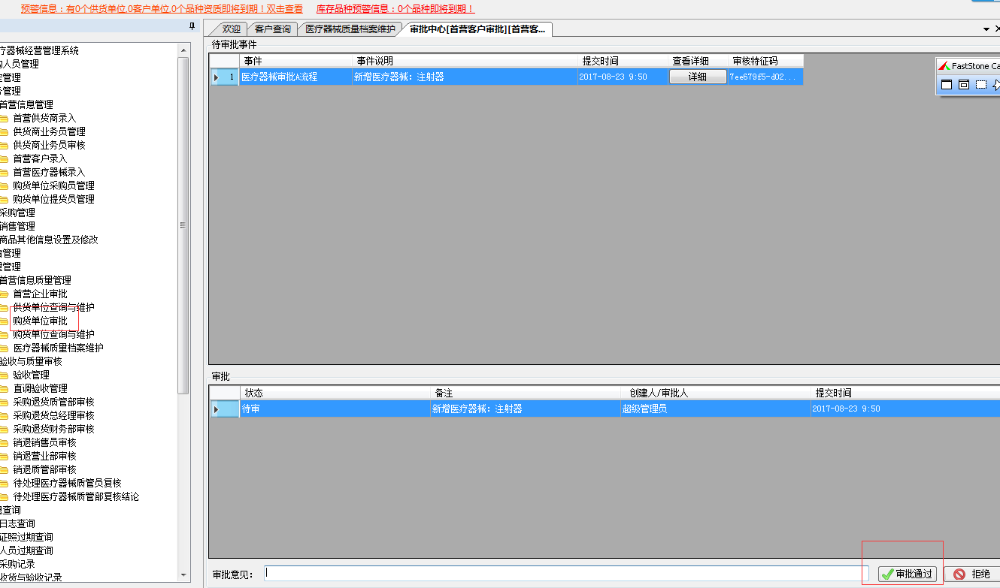 预警信息：有0个供货单位,0客户单位,0个品种资质即将到期！双击查看 库存品种预警信息：0个品种即将到期！
疗器械经营管理系统
人员管理
管理
管理
首营信息管理
首营供货商录入
供货商业务员管理
供货商业务员审核
首营客户录入
首营医疗器械录入
购货单位采购员管理
购货单位提货员管理
采购管理
销售管理
商品其他信息设置及修改
管理
管理
首营信息质量管理
首营企业审批
供货单位查询与维护
购货单位审批
购货单位查询与维护
医疗器械质量档案维护
验收与质量审核
验收管理
直调验收管理
采购退货质管部审核
采购退货总经理审核
采购退货财务部审核
销退销售员审核
销退营业部审核
销退质管部审核
待处理医疗器械质管员复核
待处理医疗器械质管部复核结论
查询
日志查询
证照过期查询
人员过期查询
采购记录
收货与验收记录
欢迎 客户查询 医疗器械质量档案维护 审批中心[首营客户审批][首营客...
待审批事件
事件 事件说明 提交时间 查看详细 审核特征码
1 医疗器械审批A流程 新增医疗器械: 注射器 2017-08-23 9:50 详细 7ee679f5-d02...
FastStone Ca
审批
状态 备注 创建人/审批人 提交时间
待审 新增医疗器械: 注射器 超级管理员 2017-08-23 9:50
审批意见： 审批通过 拒绝